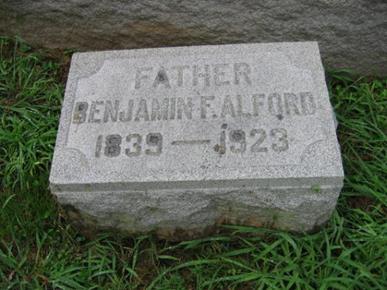 FATHER
BENJAMIN F. ALFORD
1839 — 1923